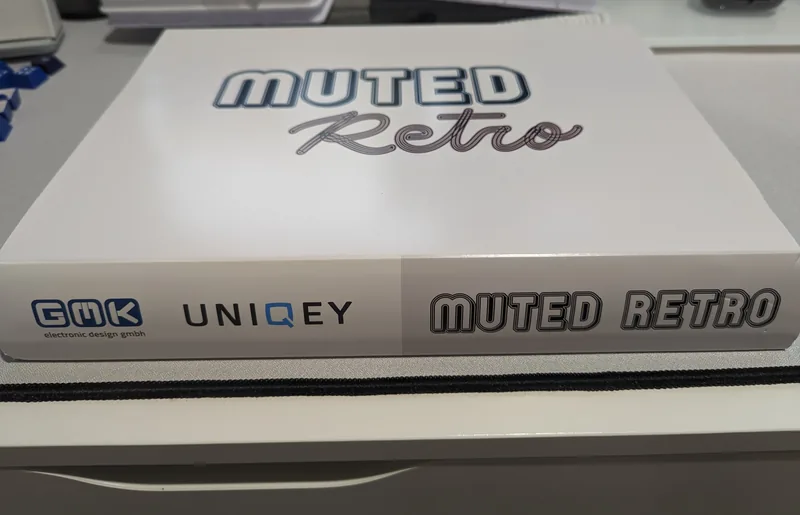 MUTED
Retro
GMK
electronic design gmbh
UNIQEY
MUTED RETRO